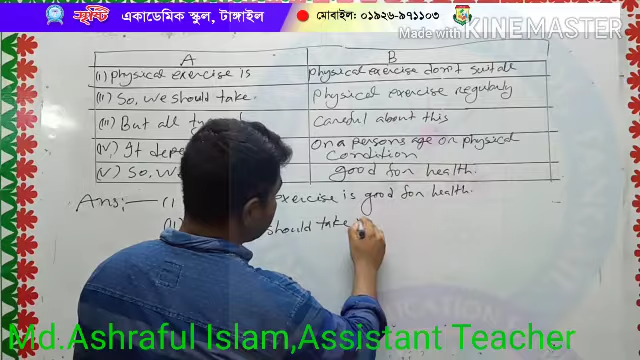 সৃষ্টি একাডেমিক স্কুল, টাঙ্গাইল
মোবাইল: ০১৯২৬-৯৭১১০৩
Made with KINEMASTER
A B
(i) Physical exercise is Physical exercise don't suit all
(ii) So, we should take. Physical exercise regularly
(iii) But all Careful about this
(iv) It On a persons age or physical condition
(v) So, good for health.
Ans:— (i) exercise is good for health.
(ii) should take
Md.Ashraful Islam,Assistant Teacher